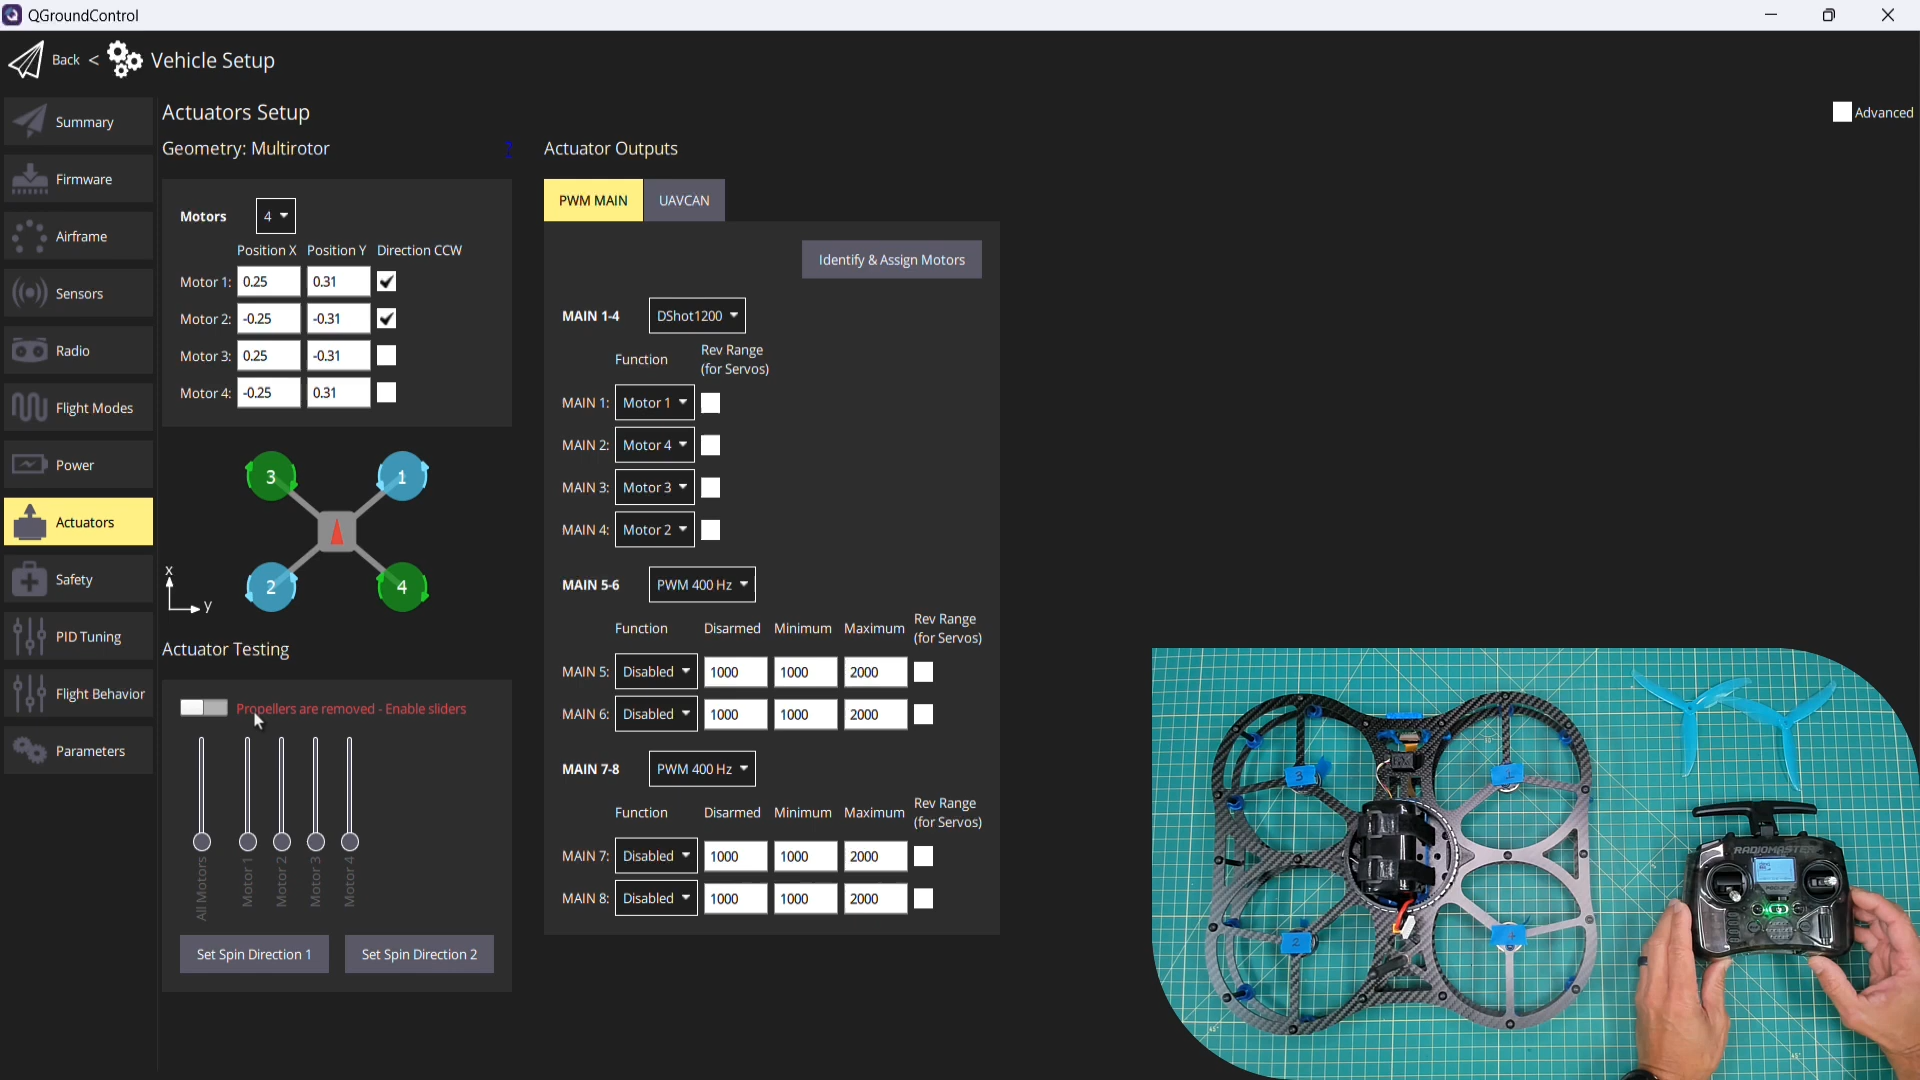 QGroundControl
Back < Vehicle Setup
Summary
Firmware
Airframe
Sensors
Radio
Flight Modes
Power
Actuators
Safety
PID Tuning
Flight Behavior
Parameters
Actuators Setup
Advanced
Geometry: Multirotor ?
Motors 4
Position X Position Y Direction CCW
Motor 1: 0.25 0.31
Motor 2: -0.25 -0.31
Motor 3: 0.25 -0.31
Motor 4: -0.25 0.31
3 1
2 4
x
y
Actuator Testing
Propellers are removed - Enable sliders
All Motors
Motor 1
Motor 2
Motor 3
Motor 4
Set Spin Direction 1 Set Spin Direction 2
Actuator Outputs
PWM MAIN UAVCAN
Identify & Assign Motors
MAIN 1-4 DShot1200
Function Rev Range
(for Servos)
MAIN 1: Motor 1
MAIN 2: Motor 4
MAIN 3: Motor 3
MAIN 4: Motor 2
MAIN 5-6 PWM 400 Hz
Function Disarmed Minimum Maximum Rev Range
(for Servos)
MAIN 5: Disabled 1000 1000 2000
MAIN 6: Disabled 1000 1000 2000
MAIN 7-8 PWM 400 Hz
Function Disarmed Minimum Maximum Rev Range
(for Servos)
MAIN 7: Disabled 1000 1000 2000
MAIN 8: Disabled 1000 1000 2000
3 1
2 4
RADIOMASTER